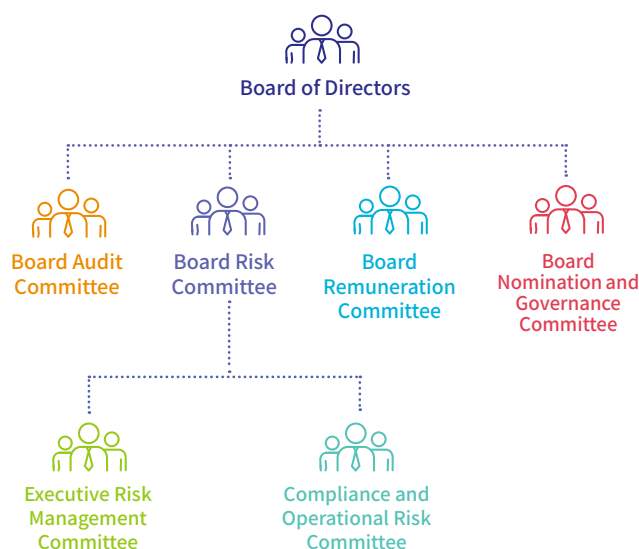 Board of Directors
Board Audit
Committee
Board Risk
Committee
Board
Remuneration
Committee
Board
Nomination and
Governance
Committee
Executive Risk
Management
Committee
Compliance and
Operational Risk
Committee